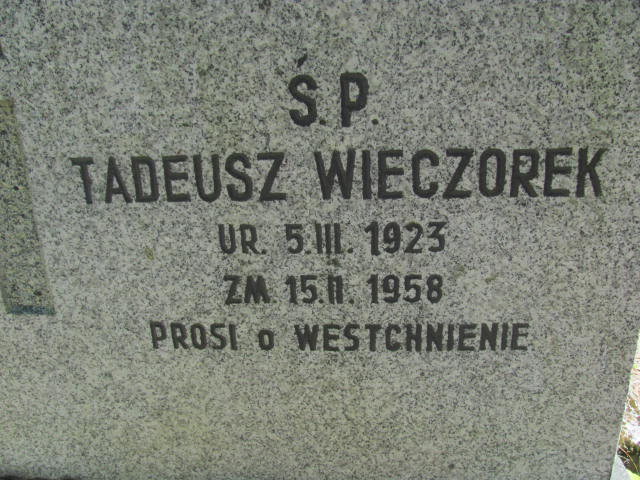 Ś.P.
TADEUSZ WIECZOREK
UR. 5.III. 1923
ZM. 15.II. 1958
PROSI o WESTCHNIENIE